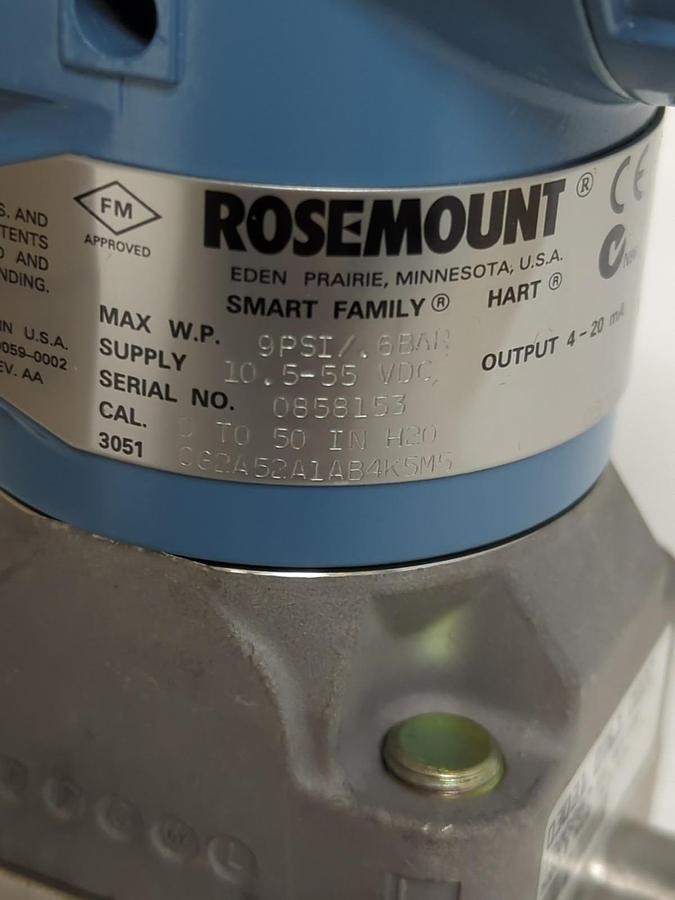 S. AND
TENTS
D AND
NDING.
IN U.S.A.
0059-0002
EV. AA
FM
APPROVED
ROSEMOUNT®
EDEN PRAIRIE, MINNESOTA, U.S.A.
SMART FAMILY® HART®
CE
MAX W.P. 9PSI/.6BAR
SUPPLY 10.5-55 VDC
OUTPUT 4-20 mA
SERIAL NO. 0858153
CAL. 0 TO 50 IN H2O
3051 CG2A52A1AB4K5M5